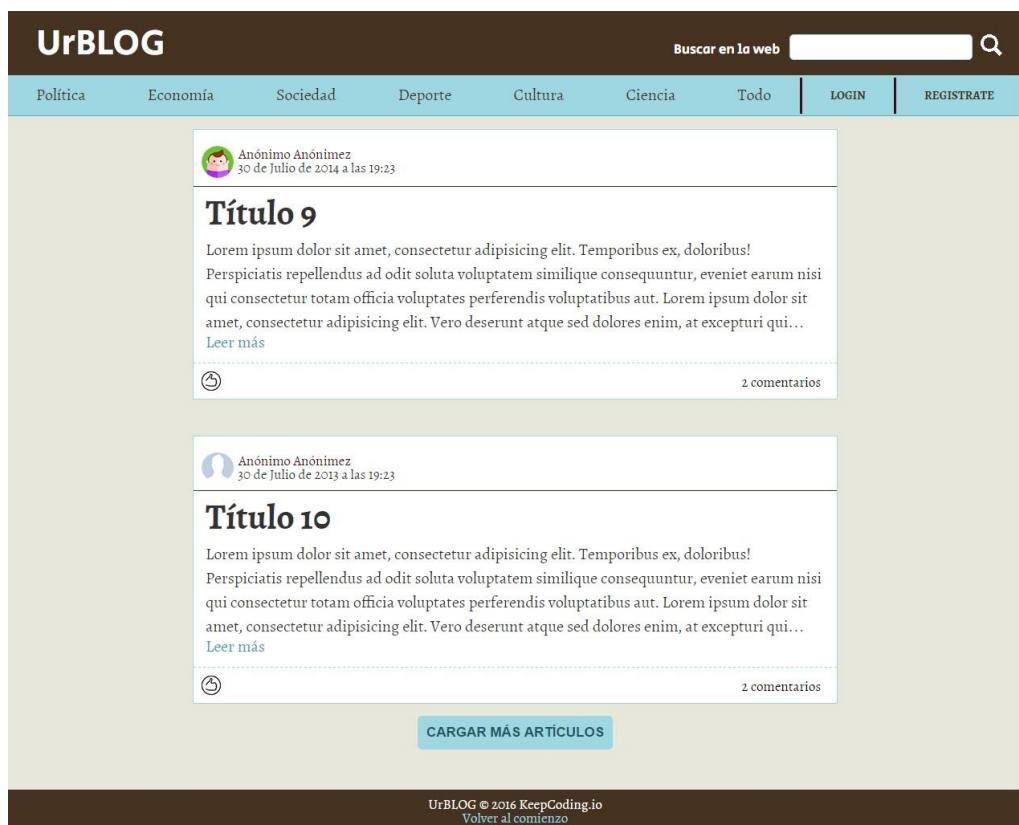 UrBLOG
Buscar en la web
Política Economía Sociedad Deporte Cultura Ciencia Todo LOGIN REGISTRATE
Anónimo Anónimez
30 de Julio de 2014 a las 19:23
Título 9
Lorem ipsum dolor sit amet, consectetur adipisicing elit. Temporibus ex, doloribus!
Perspiciatis repellendus ad odit soluta voluptatem similique consequuntur, eveniet earum nisi
qui consectetur totam officia voluptates perferendis voluptatibus aut. Lorem ipsum dolor sit
amet, consectetur adipisicing elit. Vero deserunt atque sed dolores enim, at excepturi qui...
Leer más
2 comentarios
Anónimo Anónimez
30 de Julio de 2013 a las 19:23
Título 10
Lorem ipsum dolor sit amet, consectetur adipisicing elit. Temporibus ex, doloribus!
Perspiciatis repellendus ad odit soluta voluptatem similique consequuntur, eveniet earum nisi
qui consectetur totam officia voluptates perferendis voluptatibus aut. Lorem ipsum dolor sit
amet, consectetur adipisicing elit. Vero deserunt atque sed dolores enim, at excepturi qui...
Leer más
2 comentarios
CARGAR MÁS ARTÍCULOS
UrBLOG © 2016 KeepCoding.io
Volver al comienzo